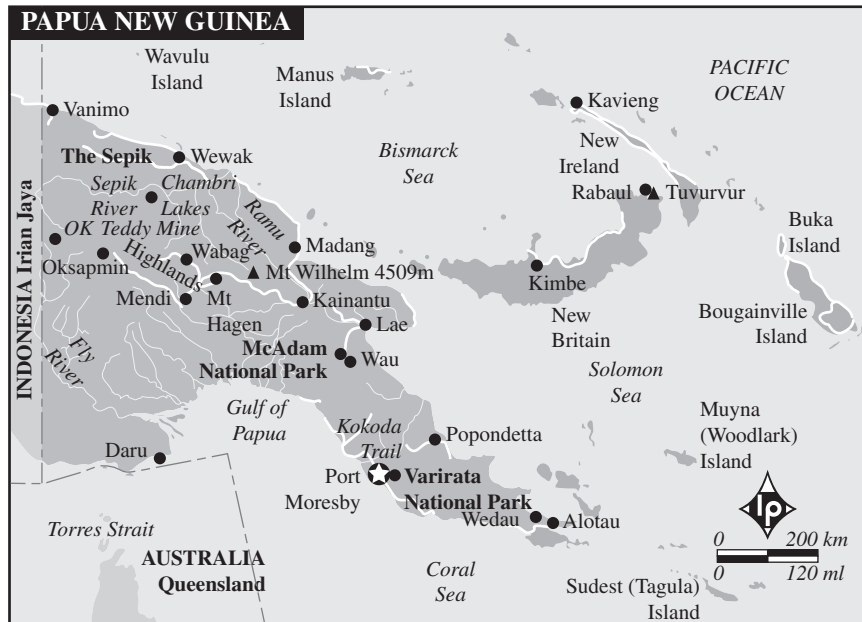 PAPUA NEW GUINEA
Wavulu
Island
Manus
Island
PACIFIC
OCEAN
Vanimo
Kavieng
The Sepik
Wewak
Bismarck
Sea
New
Ireland
Sepik
River
Chambri
Lakes
Ramu
River
Rabaul
Tuvurvur
OK Teddy Mine
Buka
Island
INDONESIA Irian Jaya
Oksapmin
Highlands
Wabag
Madang
Mt Wilhelm 4509m
Kimbe
Mendi
Mt
Hagen
Kainantu
New
Britain
Bougainville
Island
Lae
Fly
River
McAdam
National Park
Wau
Solomon
Sea
Gulf of
Papua
Kokoda
Trail
Popondetta
Muyna
(Woodlark)
Island
Daru
Port
Moresby
Varirata
National Park
Wedau
Alotau
lp
Torres Strait
0 200 km
0 120 ml
AUSTRALIA
Queensland
Coral
Sea
Sudest (Tagula)
Island